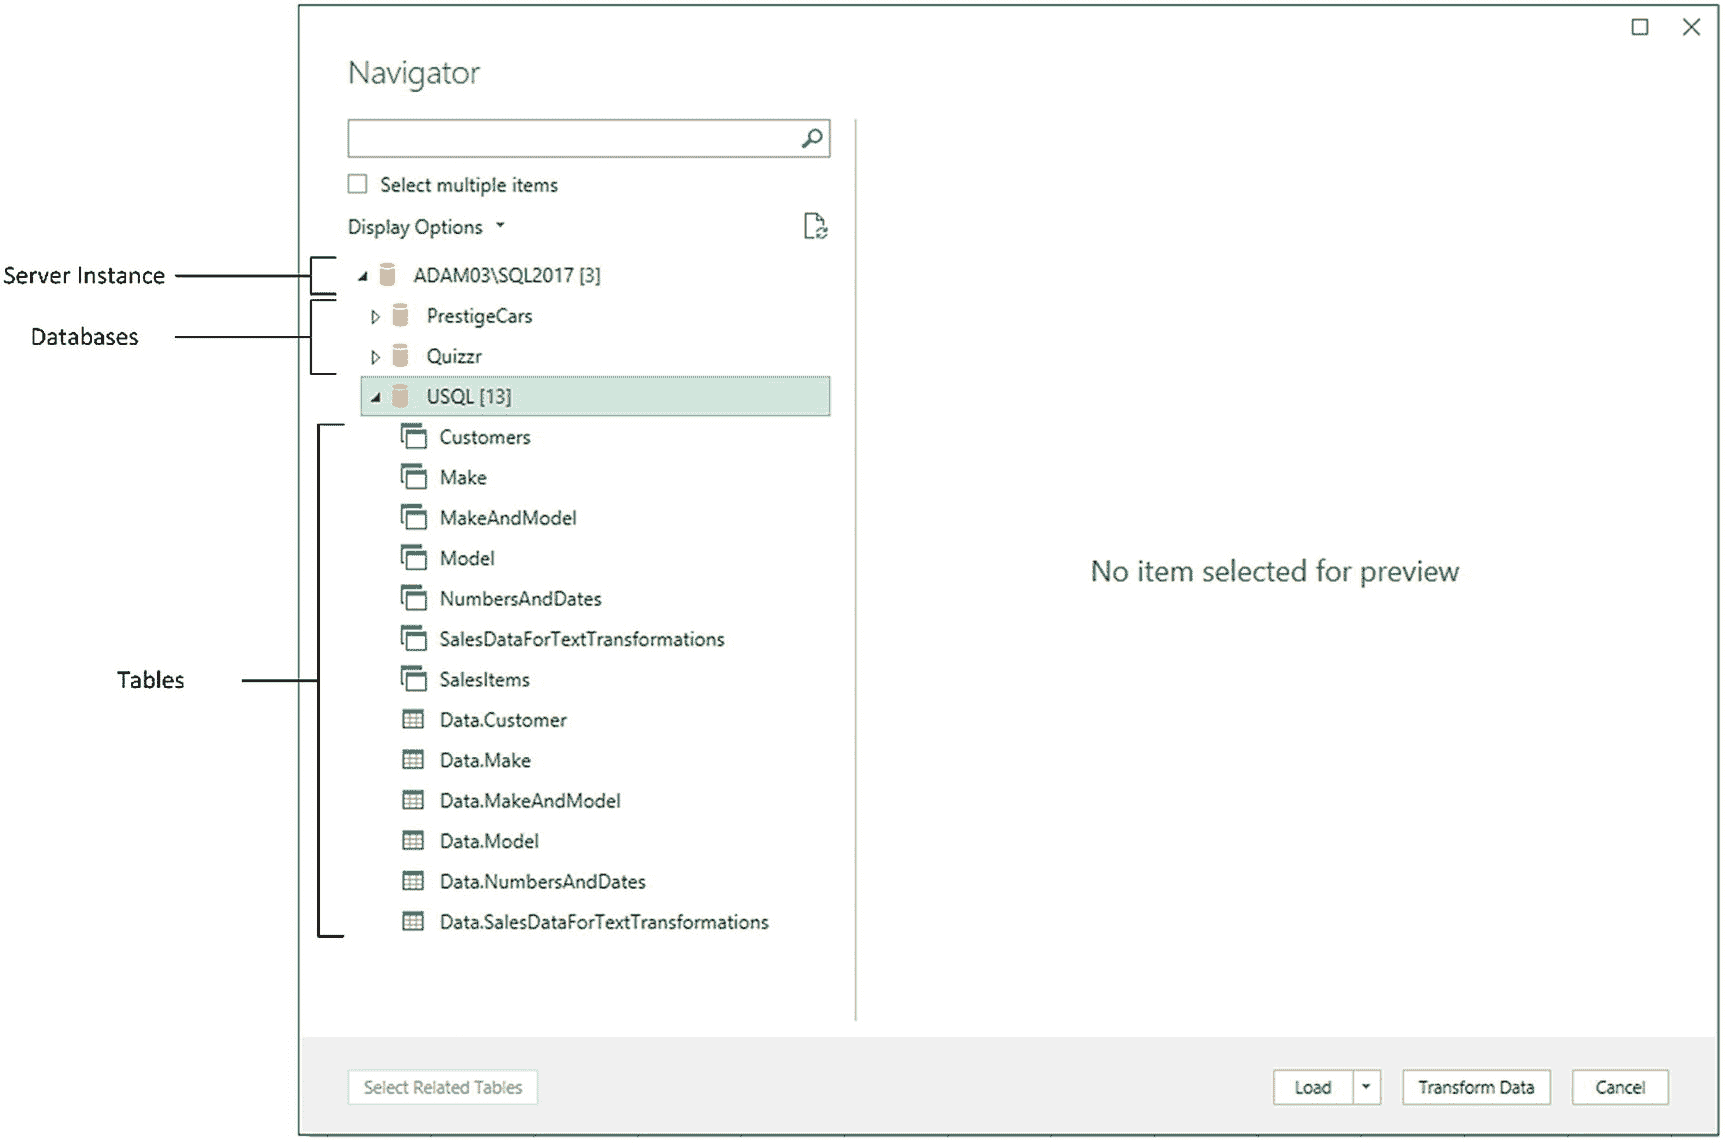 Navigator
Select multiple items
Display Options
Server Instance
ADAM03\SQL2017 [3]
Databases
PrestigeCars
Quizzr
USQL [13]
Customers
Make
MakeAndModel
Model
NumbersAndDates
SalesDataForTextTransformations
Tables
SalesItems
Data.Customer
Data.Make
Data.MakeAndModel
Data.Model
Data.NumbersAndDates
Data.SalesDataForTextTransformations
No item selected for preview
Select Related Tables
Load
Transform Data
Cancel